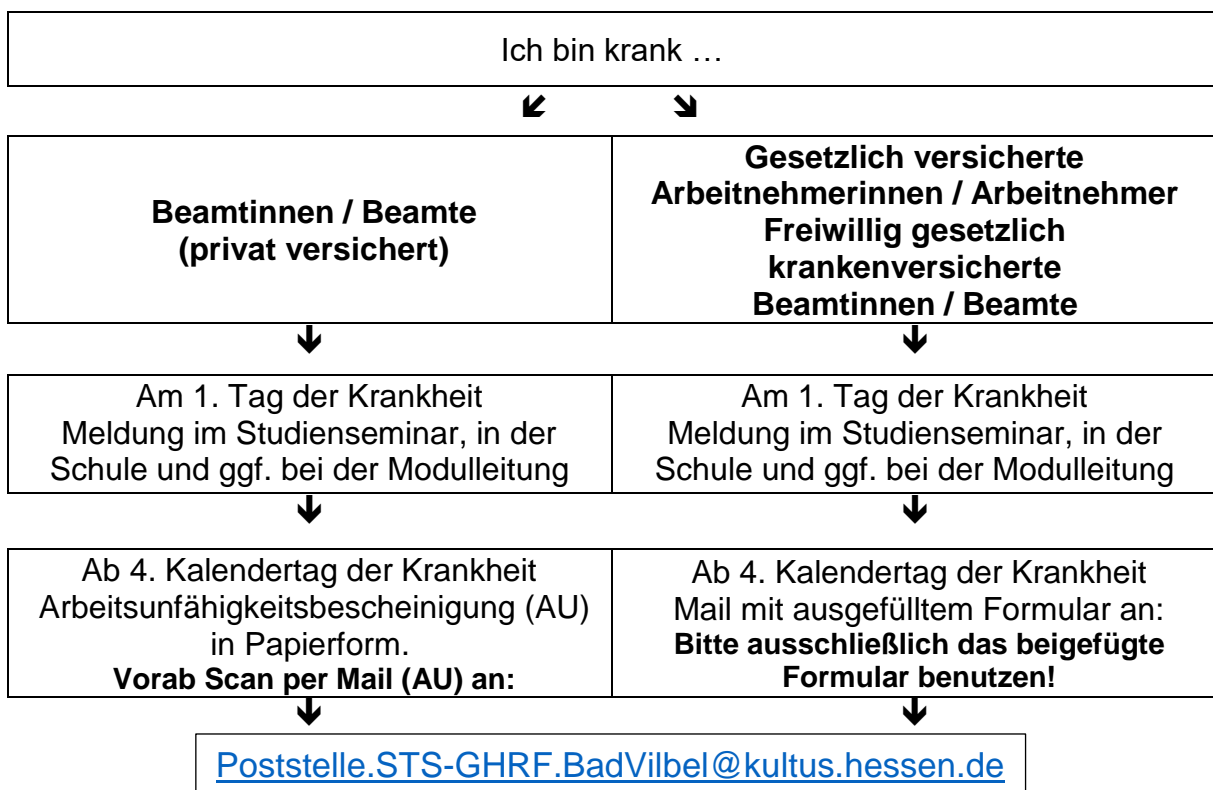 Ich bin krank …
Beamtinnen / Beamte
(privat versichert)
Gesetzlich versicherte
Arbeitnehmerinnen / Arbeitnehmer
Freiwillig gesetzlich
krankenversicherte
Beamtinnen / Beamte
Am 1. Tag der Krankheit
Meldung im Studienseminar, in der
Schule und ggf. bei der Modulleitung
Am 1. Tag der Krankheit
Meldung im Studienseminar, in der
Schule und ggf. bei der Modulleitung
Ab 4. Kalendertag der Krankheit
Arbeitsunfähigkeitsbescheinigung (AU)
in Papierform.
Vorab Scan per Mail (AU) an:
Ab 4. Kalendertag der Krankheit
Mail mit ausgefülltem Formular an:
Bitte ausschließlich das beigefügte
Formular benutzen!
Poststelle.STS-GHRF.BadVilbel@kultus.hessen.de